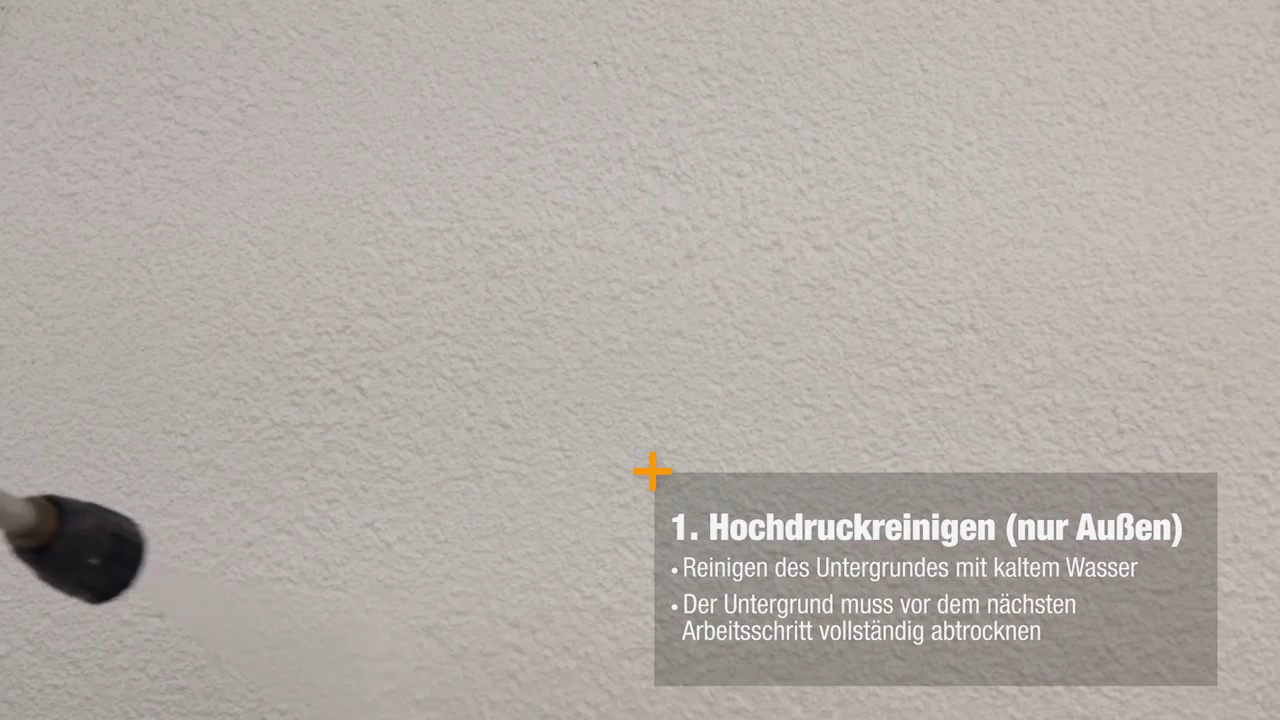 1. Hochdruckreinigen (nur Außen)
• Reinigen des Untergrundes mit kaltem Wasser
• Der Untergrund muss vor dem nächsten
Arbeitsschritt vollständig abtrocknen